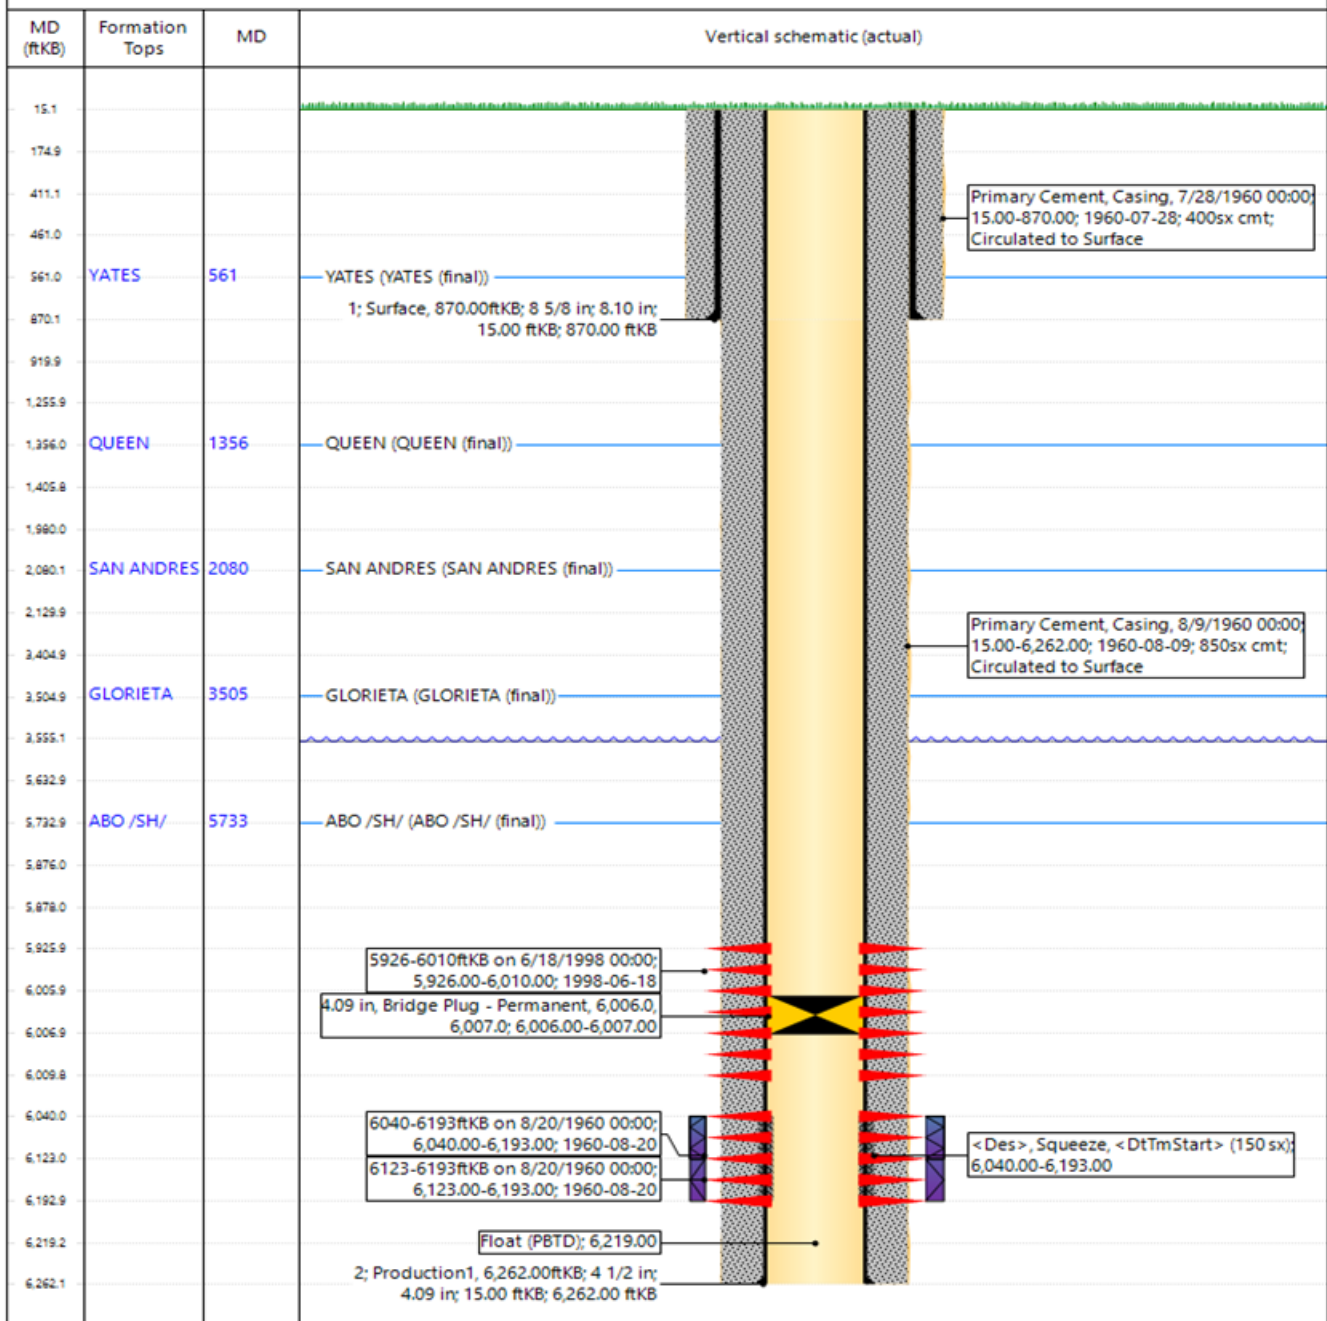 MD (ftKB)
Formation Tops
MD
Vertical schematic (actual)
15.1
174.9
411.1
Primary Cement, Casing, 7/28/1960 00:00;
15.00-870.00; 1960-07-28; 400sx cmt;
Circulated to Surface
461.0
561.0 YATES 561 YATES (YATES (final))
1; Surface, 870.00ftKB; 8 5/8 in; 8.10 in;
15.00 ftKB; 870.00 ftKB
870.1
919.9
1,255.9
1,356.0 QUEEN 1356 QUEEN (QUEEN (final))
1,405.8
1,980.0
2,080.1 SAN ANDRES 2080 SAN ANDRES (SAN ANDRES (final))
2,129.9
Primary Cement, Casing, 8/9/1960 00:00;
15.00-6,262.00; 1960-08-09; 850sx cmt;
Circulated to Surface
3,404.9
3,504.9 GLORIETA 3505 GLORIETA (GLORIETA (final))
3,555.1
5,632.9
5,732.9 ABO /SH/ 5733 ABO /SH/ (ABO /SH/ (final))
5,876.0
5,878.0
5,925.9
5926-6010ftKB on 6/18/1998 00:00;
5,926.00-6,010.00; 1998-06-18
6,005.9
4.09 in, Bridge Plug - Permanent, 6,006.0,
6,007.0; 6,006.00-6,007.00
6,006.9
6,009.8
6,040.0
6040-6193ftKB on 8/20/1960 00:00;
6,040.00-6,193.00; 1960-08-20
<Des>, Squeeze, <DtTmStart> (150 sx);
6,040.00-6,193.00
6,123.0
6123-6193ftKB on 8/20/1960 00:00;
6,123.00-6,193.00; 1960-08-20
6,192.9
6,219.2
Float (PBTD); 6,219.00
6,262.1
2; Production1, 6,262.00ftKB; 4 1/2 in;
4.09 in; 15.00 ftKB; 6,262.00 ftKB